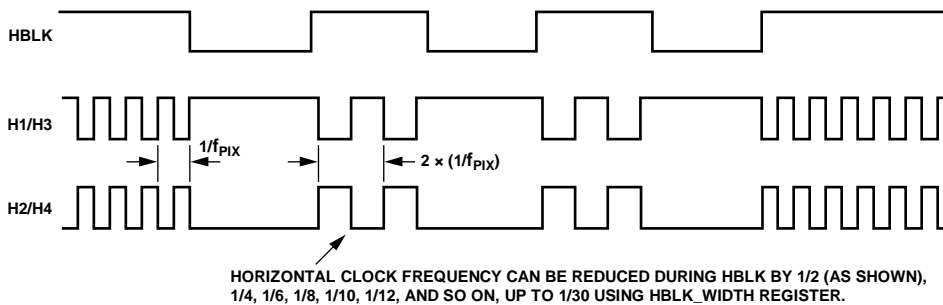 HBLK
H1/H3
1/fPIX
2 × (1/fPIX)
H2/H4
HORIZONTAL CLOCK FREQUENCY CAN BE REDUCED DURING HBLK BY 1/2 (AS SHOWN),
1/4, 1/6, 1/8, 1/10, 1/12, AND SO ON, UP TO 1/30 USING HBLK_WIDTH REGISTER.